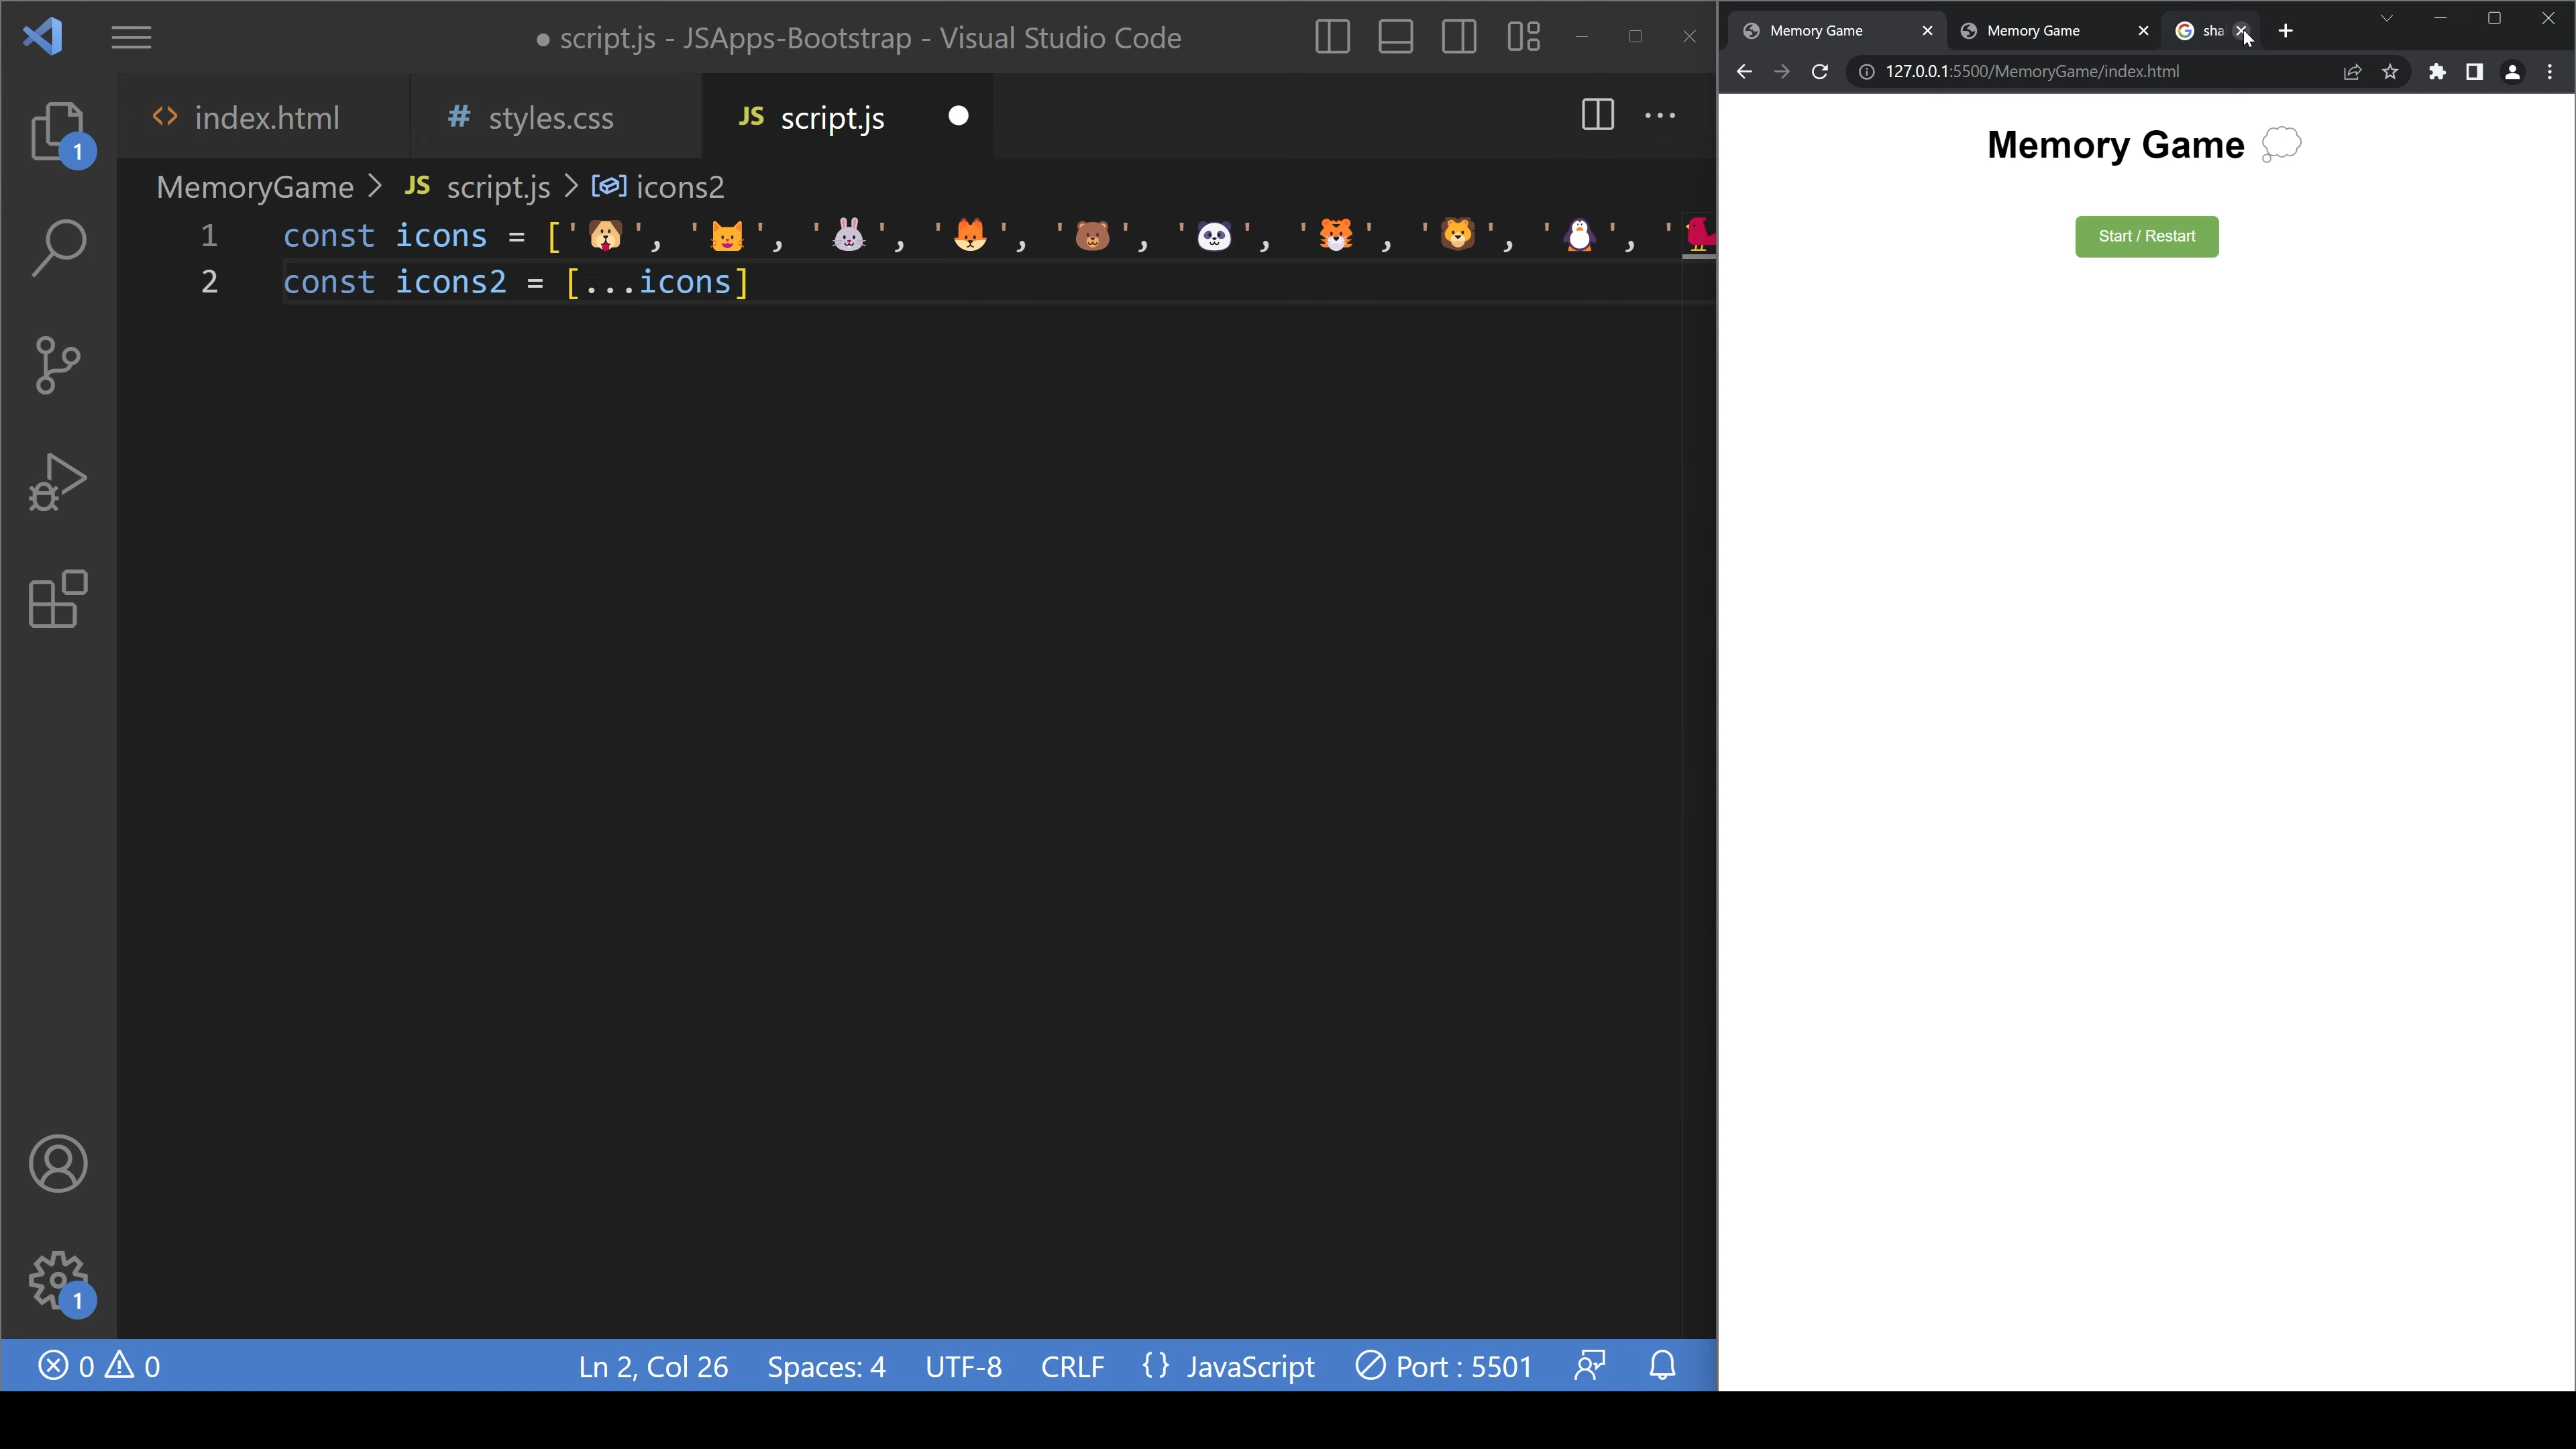 ● script.js - JSApps-Bootstrap - Visual Studio Code
<> index.html
# styles.css
JS script.js
MemoryGame > JS script.js > icons2
1 const icons = ['🐶', '😺', '🐰', '🦊', '🐻', '🐼', '🐯', '🦁', '🐧', '
2 const icons2 = [...icons]
1
1
0 0
Ln 2, Col 26
Spaces: 4
UTF-8
CRLF
{} JavaScript
Port : 5501
Memory Game
Memory Game
sha
127.0.0.1:5500/MemoryGame/index.html
Memory Game 💭
Start / Restart